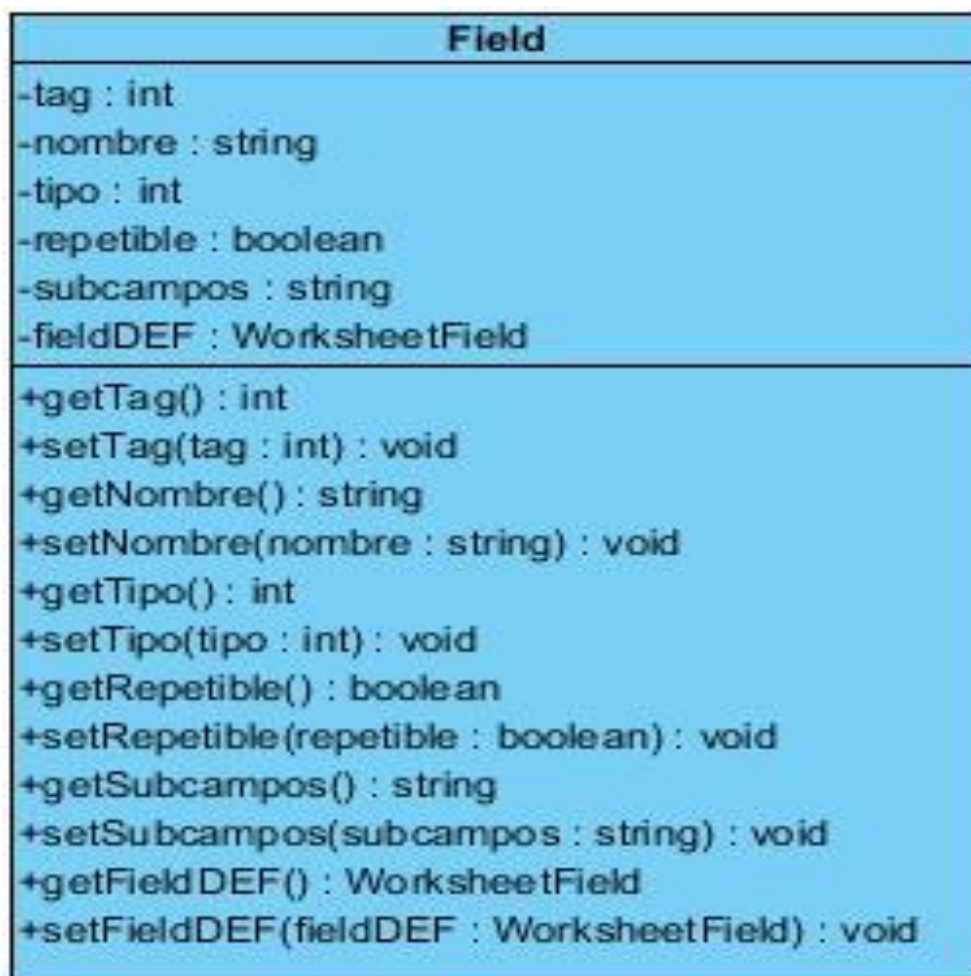 Field
-tag : int
-nombre : string
-tipo : int
-repetible : boolean
-subcampos : string
-fieldDEF : WorksheetField
+getTag() : int
+setTag(tag : int) : void
+getNombre() : string
+setNombre(nombre : string) : void
+getTipo() : int
+setTipo(tipo : int) : void
+getRepetible() : boolean
+setRepetible(repetible : boolean) : void
+getSubcampos() : string
+setSubcampos(subcampos : string) : void
+getFieldDEF() : WorksheetField
+setFieldDEF(fieldDEF : WorksheetField) : void